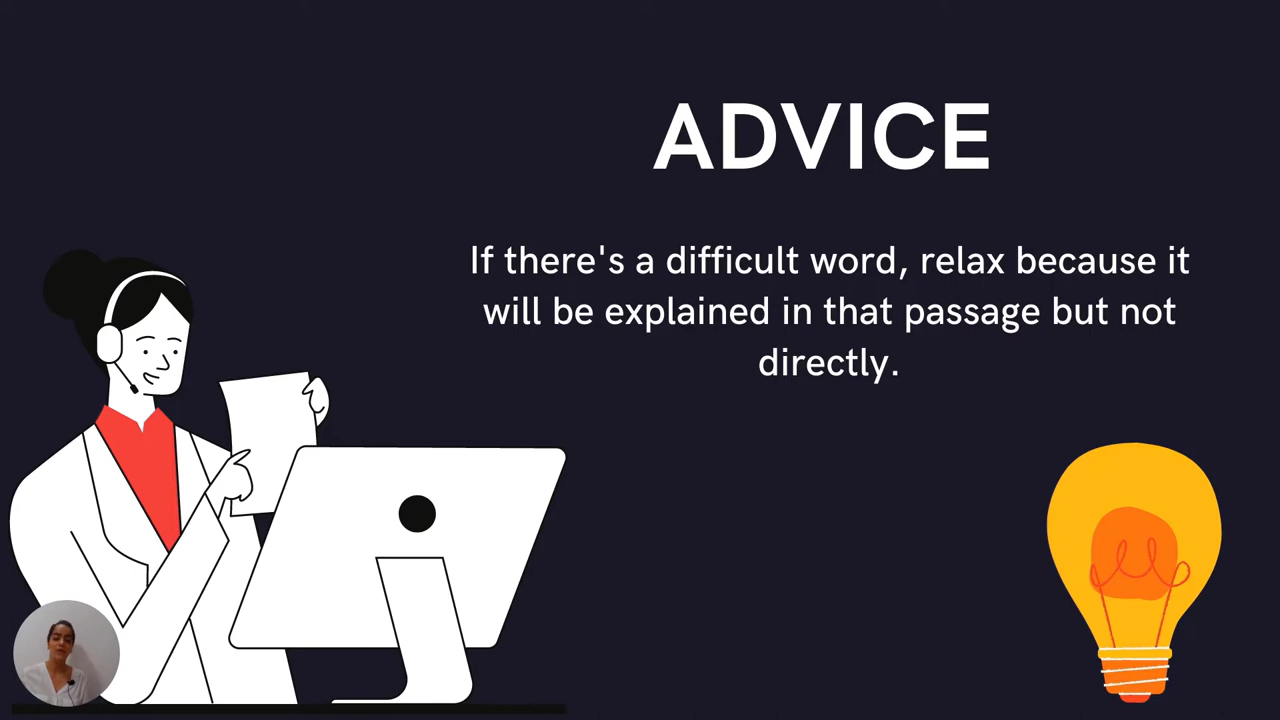 ADVICE
If there's a difficult word, relax because it
will be explained in that passage but not
directly.